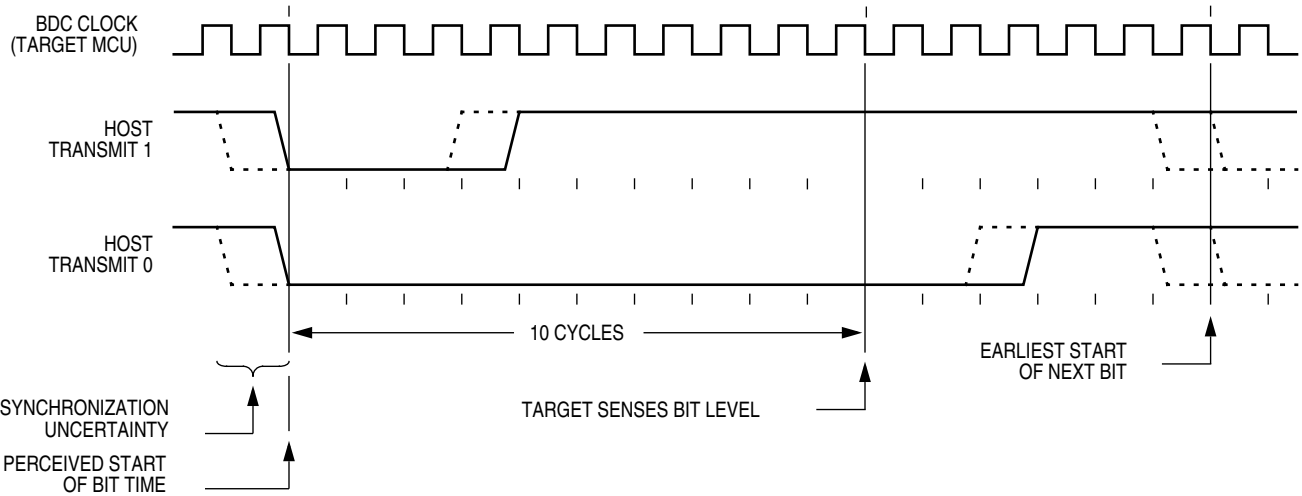 BDC CLOCK
(TARGET MCU)
HOST
TRANSMIT 1
HOST
TRANSMIT 0
10 CYCLES
EARLIEST START
OF NEXT BIT
SYNCHRONIZATION
UNCERTAINTY
TARGET SENSES BIT LEVEL
PERCEIVED START
OF BIT TIME